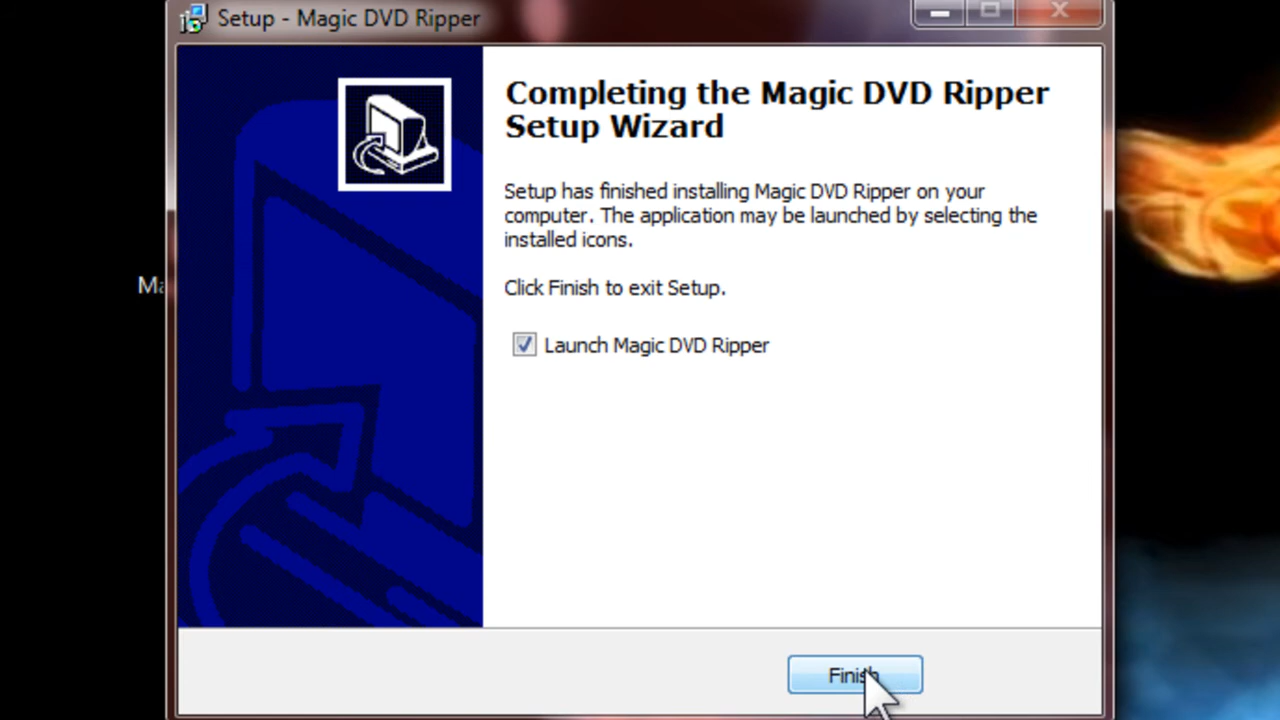 Setup - Magic DVD Ripper
Completing the Magic DVD Ripper
Setup Wizard
Setup has finished installing Magic DVD Ripper on your
computer. The application may be launched by selecting the
installed icons.
Click Finish to exit Setup.
Launch Magic DVD Ripper
Finish